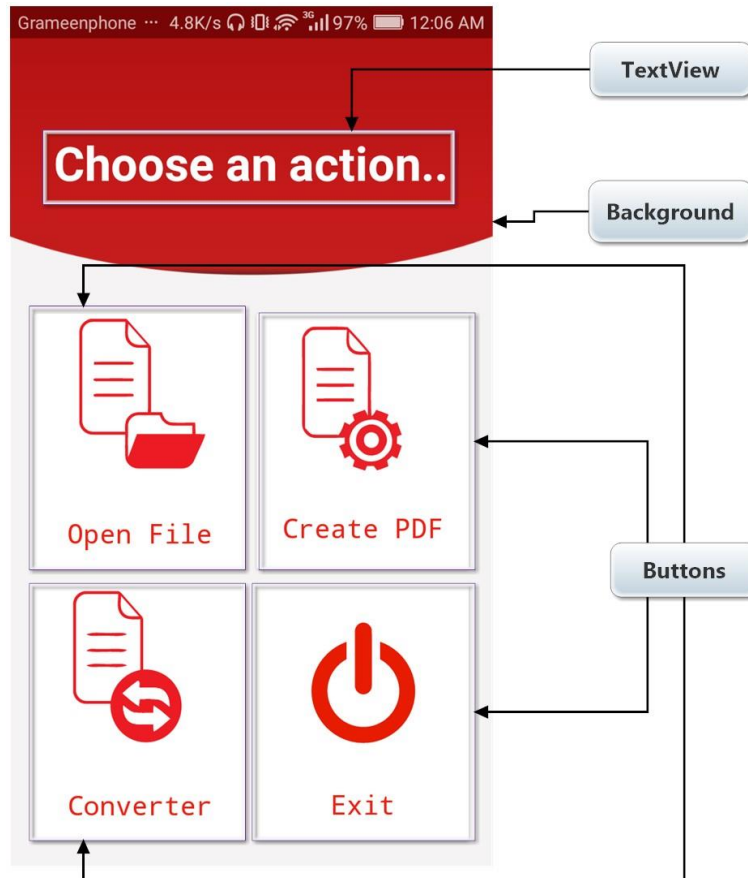 Grameenphone ··· 4.8K/s 3G 97% 12:06 AM
TextView
Choose an action..
Background
Open File
Create PDF
Buttons
Converter
Exit